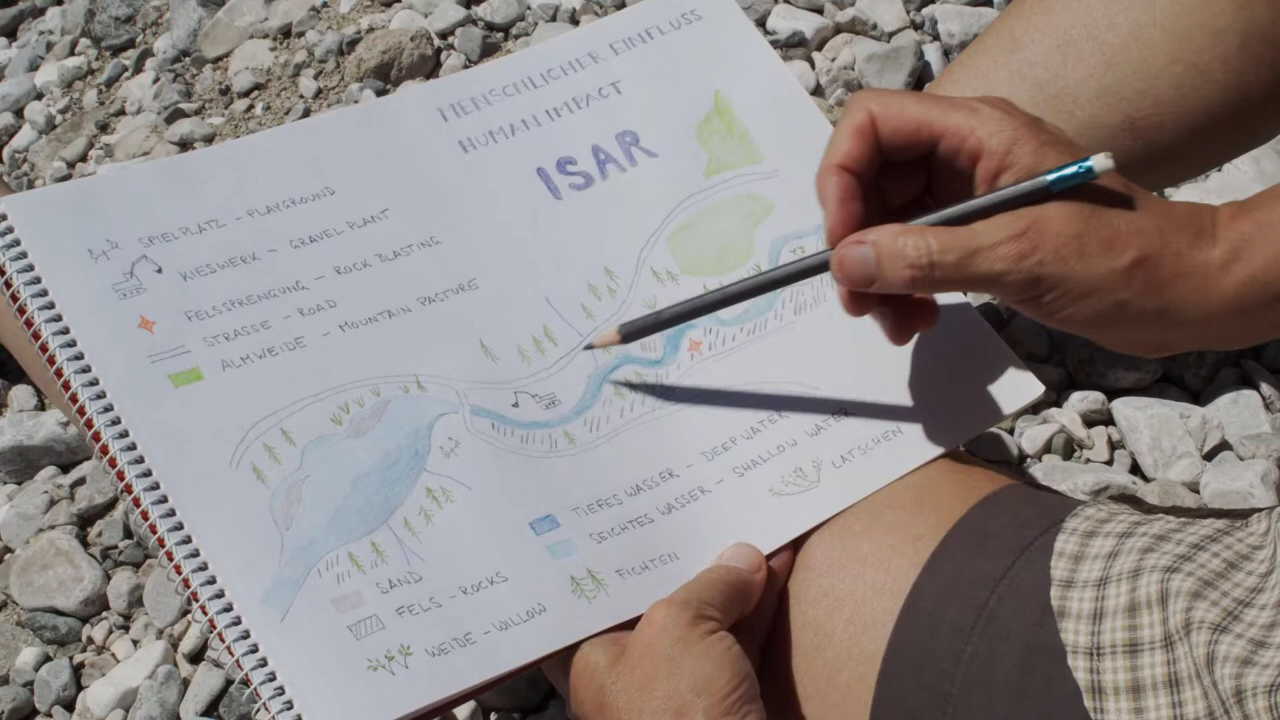 MENSCHLICHER EINFLUSS
HUMAN IMPACT
ISAR
SPIELPLATZ - PLAYGROUND
KIESWERK - GRAVEL PLANT
FELSSPRENGUNG - ROCK BLASTING
STRASSE - ROAD
ALMWEIDE - MOUNTAIN PASTURE
TIEFES WASSER - DEEP WATER
SEICHTES WASSER - SHALLOW WATER
LATSCHEN
FICHTEN
SAND
FELS - ROCKS
WEIDE - WILLOW